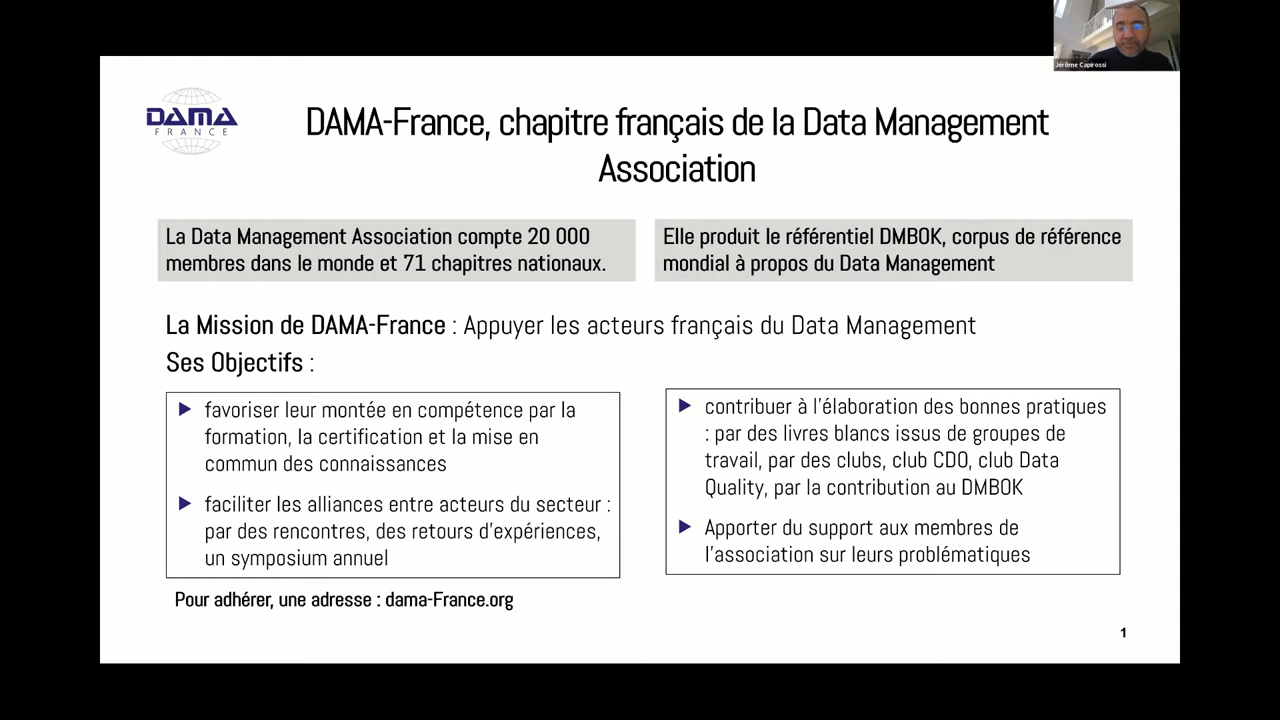 Jérôme Capirossi
DAMA
FRANCE
DAMA-France, chapitre français de la Data Management
Association
La Data Management Association compte 20 000
membres dans le monde et 71 chapitres nationaux.
Elle produit le référentiel DMBOK, corpus de référence
mondial à propos du Data Management
La Mission de DAMA-France : Appuyer les acteurs français du Data Management
Ses Objectifs :
favoriser leur montée en compétence par la
formation, la certification et la mise en
commun des connaissances
faciliter les alliances entre acteurs du secteur :
par des rencontres, des retours d'expériences,
un symposium annuel
contribuer à l'élaboration des bonnes pratiques
: par des livres blancs issus de groupes de
travail, par des clubs, club CDO, club Data
Quality, par la contribution au DMBOK
Apporter du support aux membres de
l'association sur leurs problématiques
Pour adhérer, une adresse : dama-France.org
1